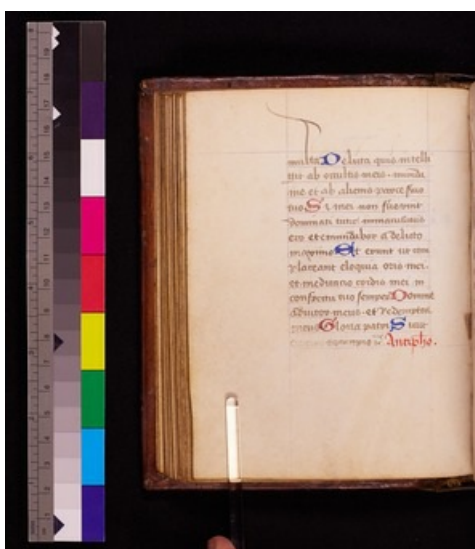 multa Delicta quis intelli
git ab occultis meis munda
me et ab alienis parce suo
tuo Si mei non fuerint
dominati tunc immaculatus
ero et emundabor a delicto
maximo Et erunt ut com
placeant eloquia oris mei
et meditatio cordis mei in
conspectu tuo semper Domine
adiutor meus et redemptor
meus Gloria patri Sicut
Antipho.